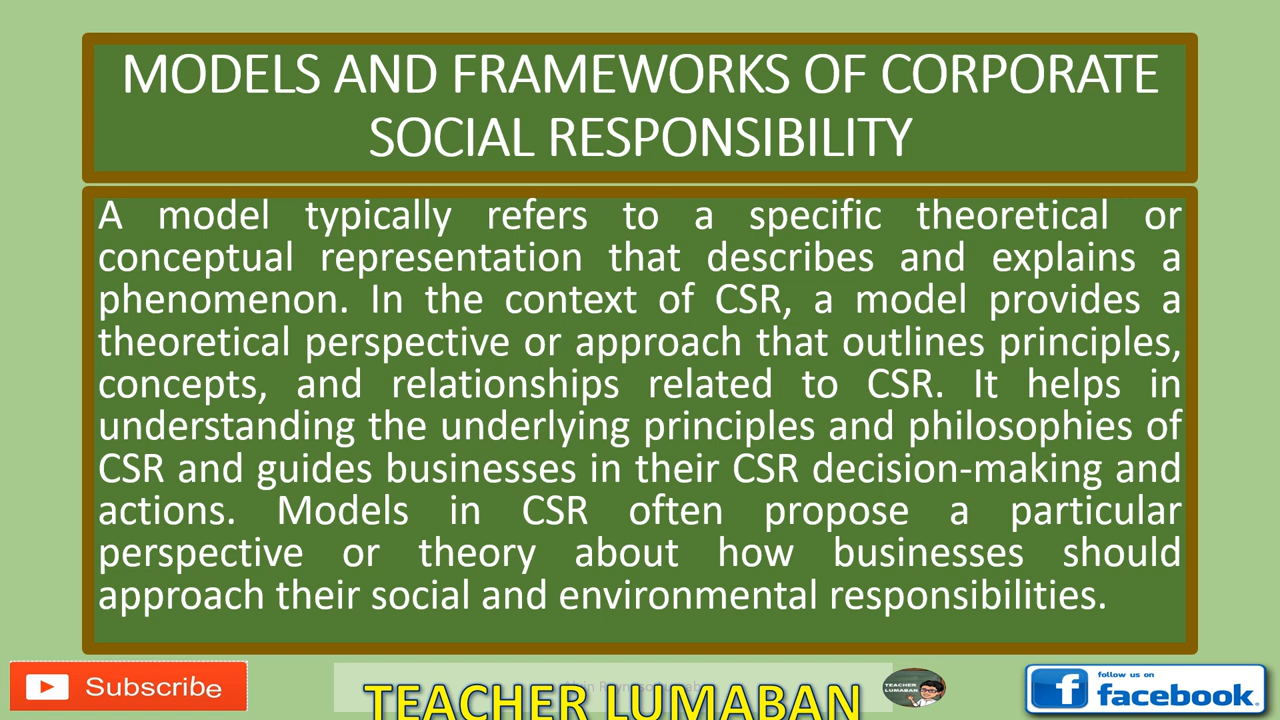 MODELS AND FRAMEWORKS OF CORPORATE
SOCIAL RESPONSIBILITY
A model typically refers to a specific theoretical or
conceptual representation that describes and explains a
phenomenon. In the context of CSR, a model provides a
theoretical perspective or approach that outlines principles,
concepts, and relationships related to CSR. It helps in
understanding the underlying principles and philosophies of
CSR and guides businesses in their CSR decision-making and
actions. Models in CSR often propose a particular
perspective or theory about how businesses should
approach their social and environmental responsibilities.
Subscribe
TEACHER LUMABAN
TEACHER
LUMABAN
follow us on
facebook.